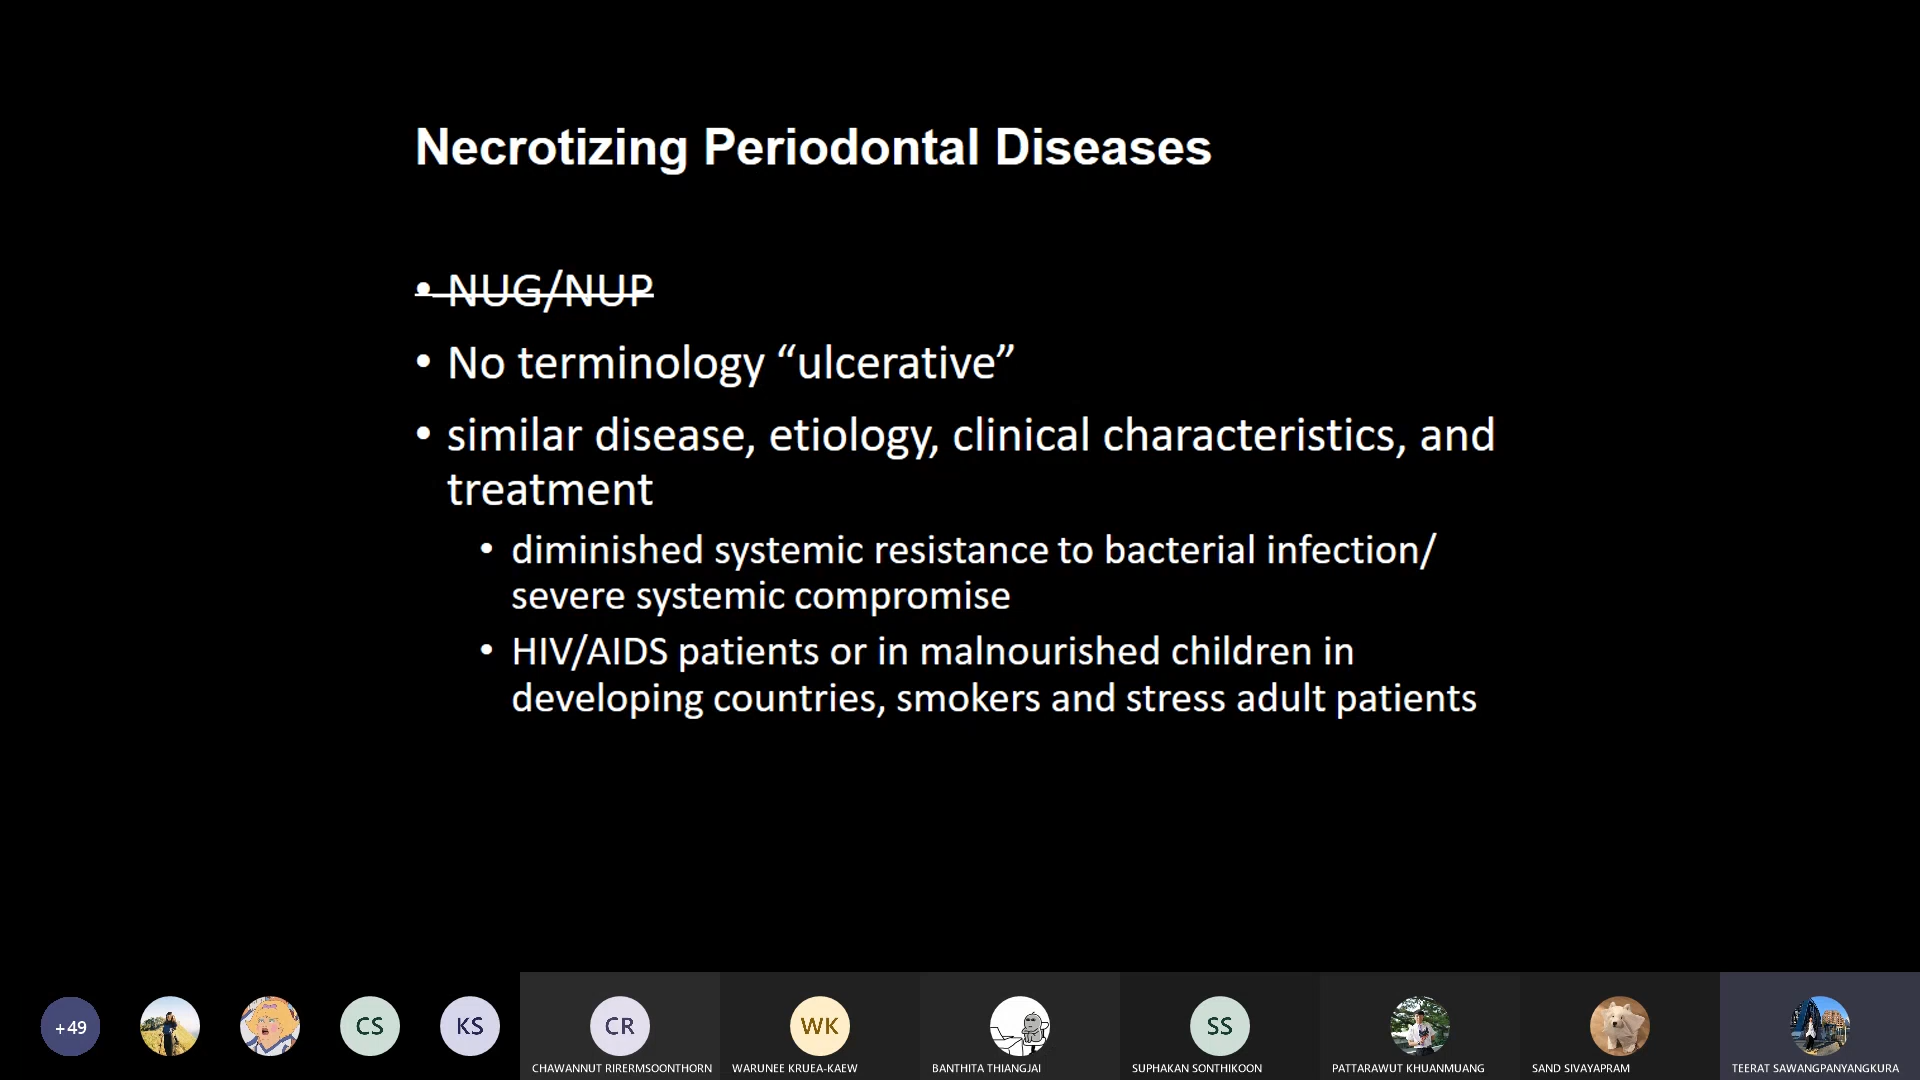 Necrotizing Periodontal Diseases
• NUG/NUP
• No terminology “ulcerative”
• similar disease, etiology, clinical characteristics, and
treatment
• diminished systemic resistance to bacterial infection/
severe systemic compromise
• HIV/AIDS patients or in malnourished children in
developing countries, smokers and stress adult patients
+49
CS
KS
CR
WK
SS
CHAWANNUT RIRERMSOONTHORN
WARUNEE KRUEA-KAEW
BANTHITA THIANGJAI
SUPHAKAN SONTHIKOON
PATTARAWUT KHUANMUANG
SAND SIVAYAPRAM
TEERAT SAWANGPANYANGKURA